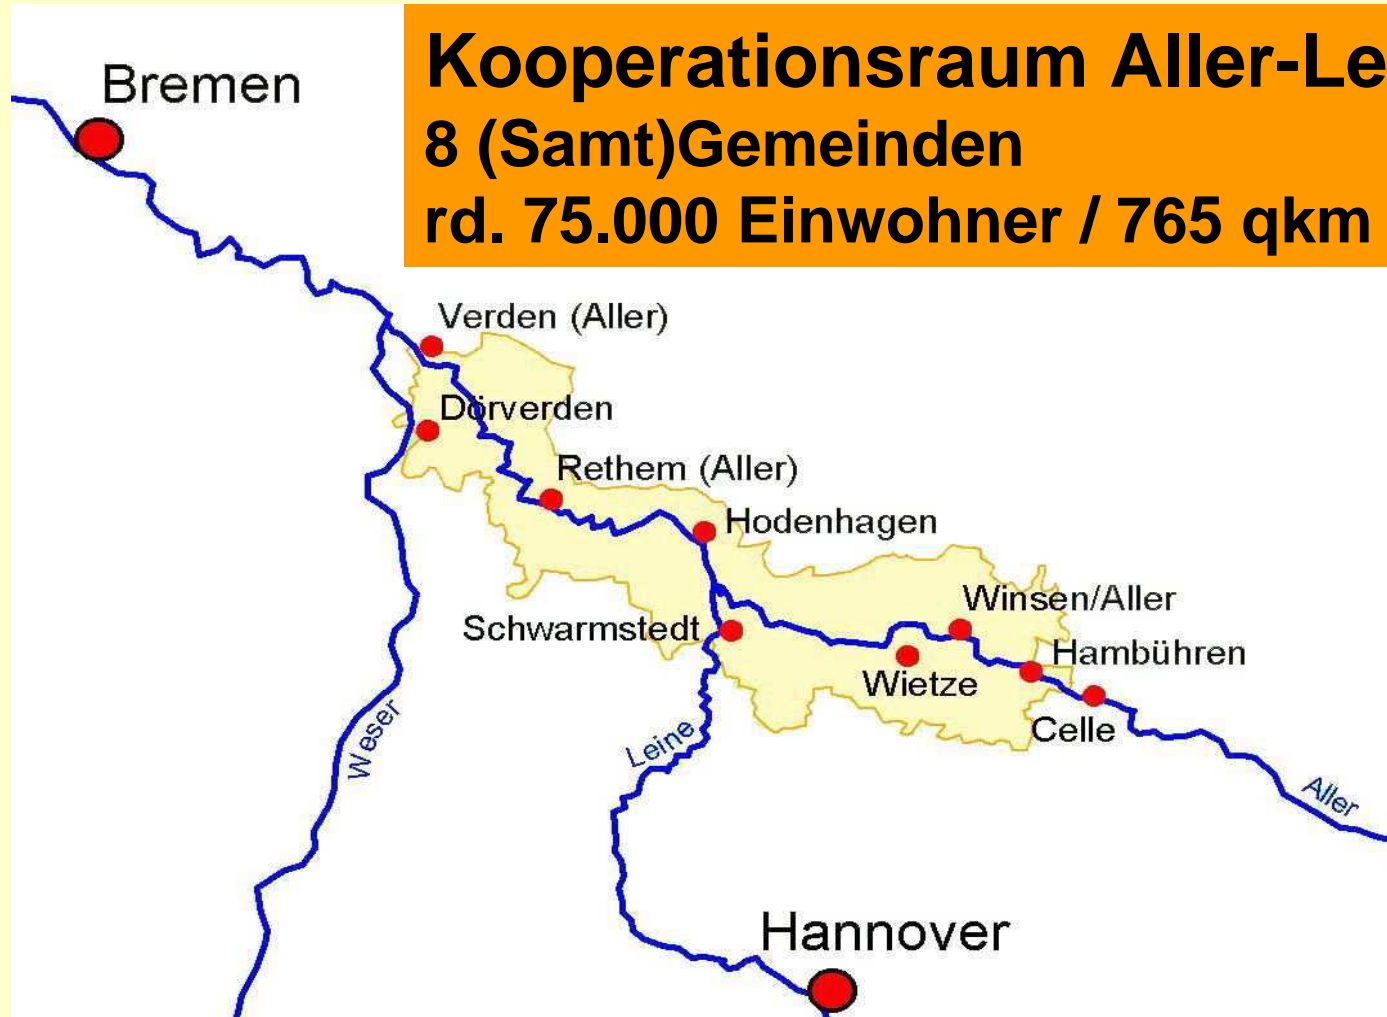 Kooperationsraum Aller-Le
8 (Samt)Gemeinden
rd. 75.000 Einwohner / 765 qkm
Bremen
Verden (Aller)
Dörverden
Rethem (Aller)
Hodenhagen
Winsen/Aller
Schwarmstedt
Hambühren
Wietze
Celle
Weser
Leine
Aller
Hannover